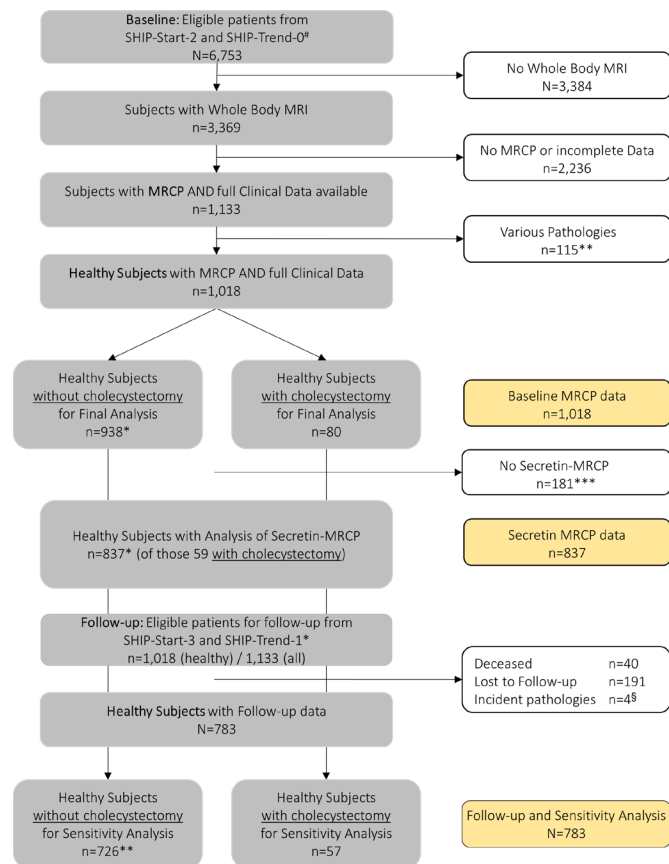 Baseline: Eligible patients from
SHIP-Start-2 and SHIP-Trend-0#
N=6,753
No Whole Body MRI
N=3,384
Subjects with Whole Body MRI
n=3,369
No MRCP or incomplete Data
n=2,236
Subjects with MRCP AND full Clinical Data available
n=1,133
Various Pathologies
n=115**
Healthy Subjects with MRCP AND full Clinical Data
n=1,018
Healthy Subjects
without cholecystectomy
for Final Analysis
n=938*
Healthy Subjects
with cholecystectomy
for Final Analysis
n=80
Baseline MRCP data
n=1,018
No Secretin-MRCP
n=181***
Healthy Subjects with Analysis of Secretin-MRCP
n=837* (of those 59 with cholecystectomy)
Secretin MRCP data
n=837
Follow-up: Eligible patients for follow-up from
SHIP-Start-3 and SHIP-Trend-1*
n=1,018 (healthy) / 1,133 (all)
Deceased n=40
Lost to Follow-up n=191
Incident pathologies n=4§
Healthy Subjects with Follow-up data
N=783
Healthy Subjects
without cholecystectomy
for Sensitivity Analysis
n=726**
Healthy Subjects
with cholecystectomy
for Sensitivity Analysis
n=57
Follow-up and Sensitivity Analysis
N=783